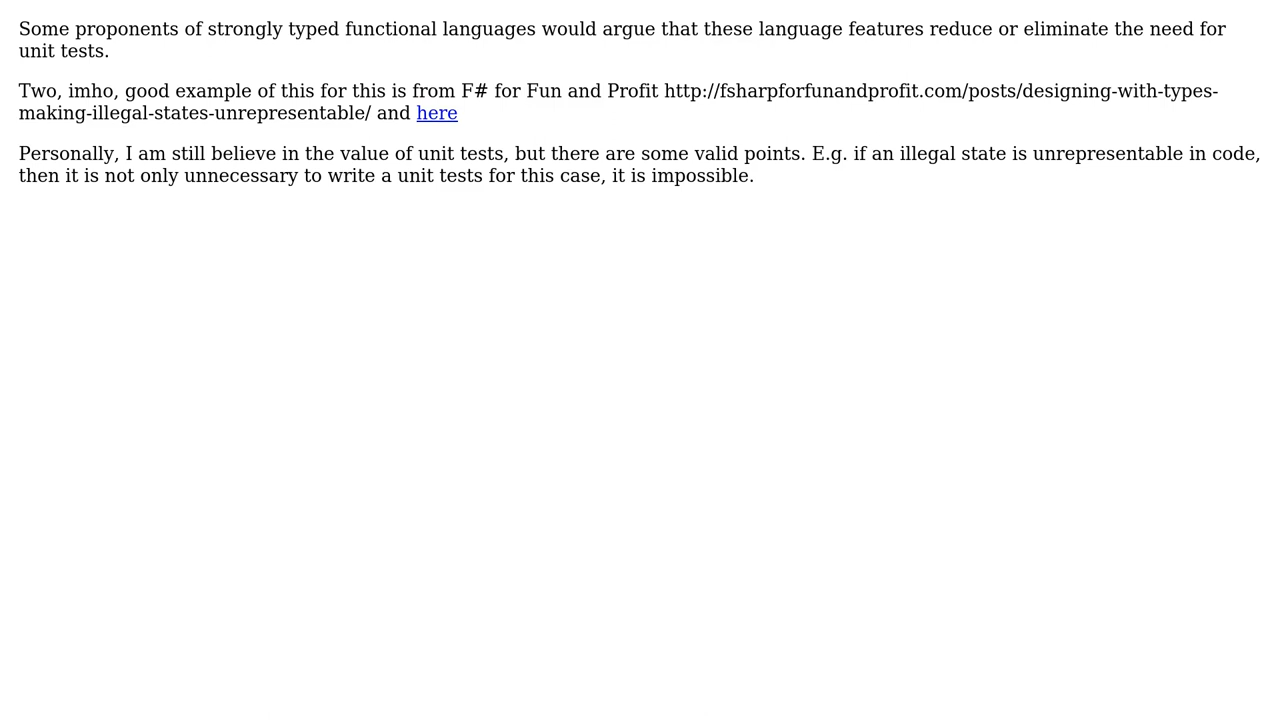 Some proponents of strongly typed functional languages would argue that these language features reduce or eliminate the need for
unit tests.
Two, imho, good example of this for this is from F# for Fun and Profit http://fsharpforfunandprofit.com/posts/designing-with-types-
making-illegal-states-unrepresentable/ and here
Personally, I am still believe in the value of unit tests, but there are some valid points. E.g. if an illegal state is unrepresentable in code,
then it is not only unnecessary to write a unit tests for this case, it is impossible.